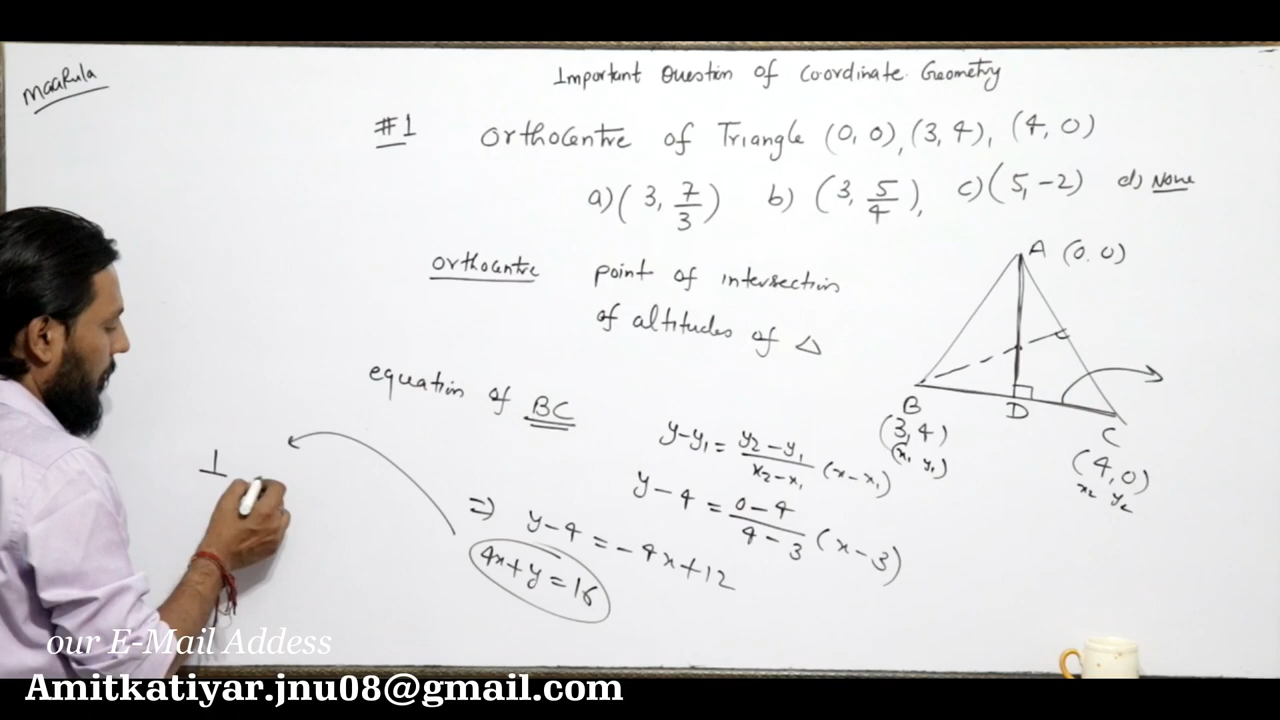 MaaRula
Important Question of Coordinate Geometry
#1 Orthocentre of Triangle (0, 0), (3, 4), (4, 0)
a) (3, 7/3) b) (3, 5/4), c) (5, -2) d) None
Orthocentre point of intersection
of altitudes of △
A (0. 0)
B D C
(3, 4) (4, 0)
(x₁ y₁) x₂ y₂
equation of BC
y-y₁ = y₂-y₁/x₂-x₁ (x-x₁)
y-4 = 0-4/4-3 (x-3)
=> y-4 = -4x+12
4x+y = 16
⊥
our E-Mail Addess
Amitkatiyar.jnu08@gmail.com